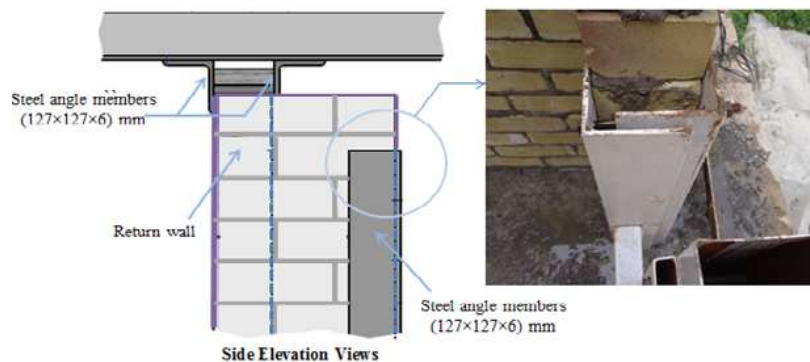 Steel angle members
(127×127×6) mm
Return wall
Steel angle members
(127×127×6) mm
Side Elevation Views